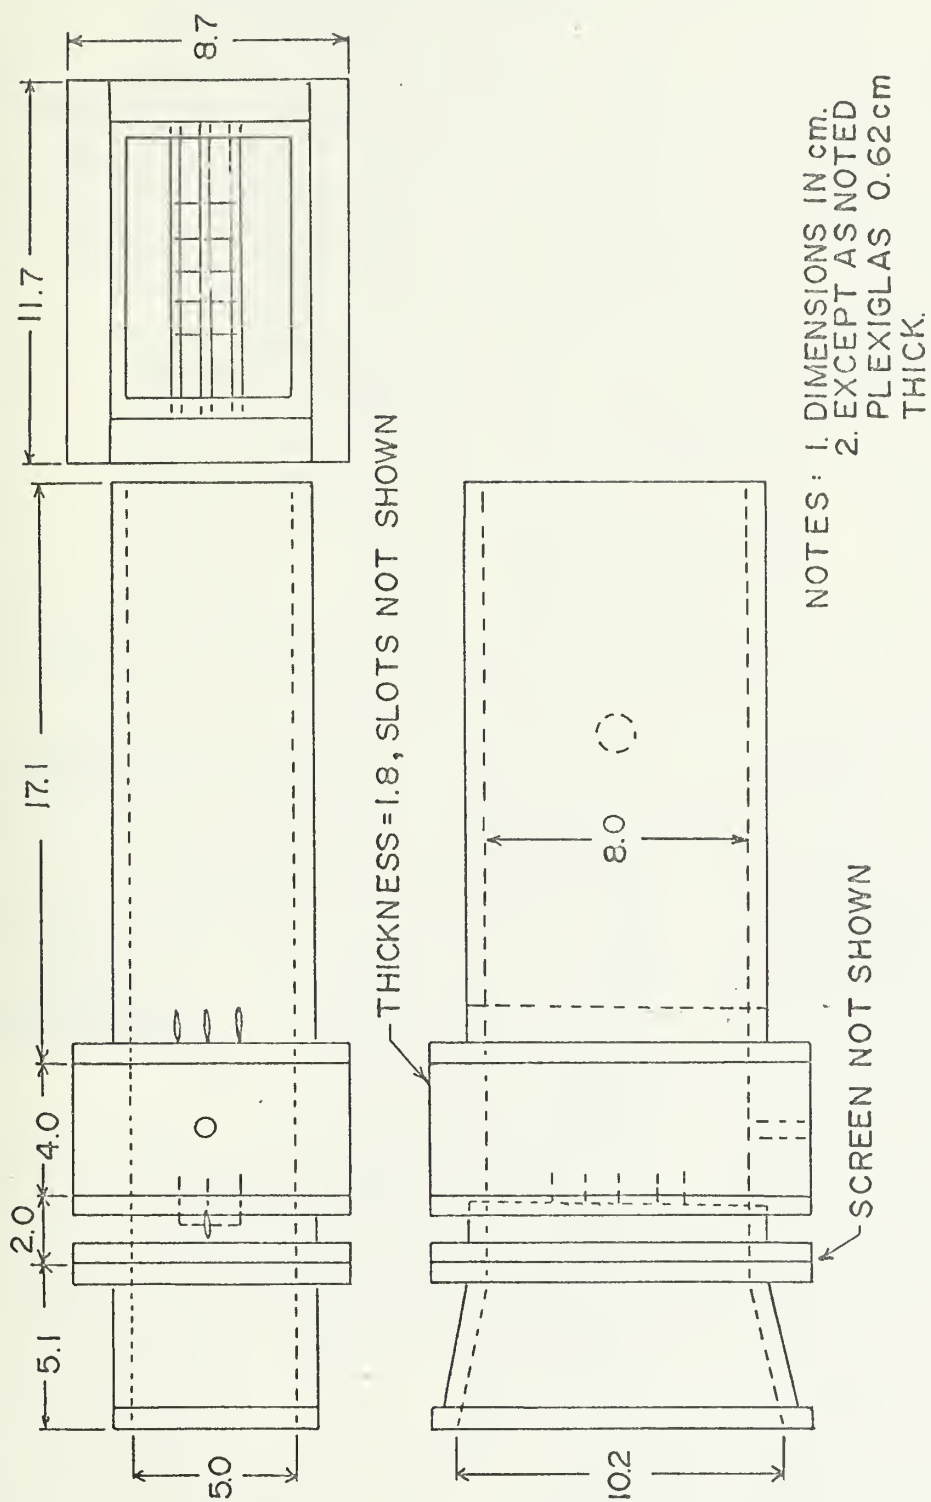 8.7
11.7
17.1
4.0
2.0
5.1
5.0
THICKNESS=1.8, SLOTS NOT SHOWN
8.0
10.2
SCREEN NOT SHOWN
NOTES: 1. DIMENSIONS IN cm.
2. EXCEPT AS NOTED
PLEXIGLAS 0.62cm
THICK.